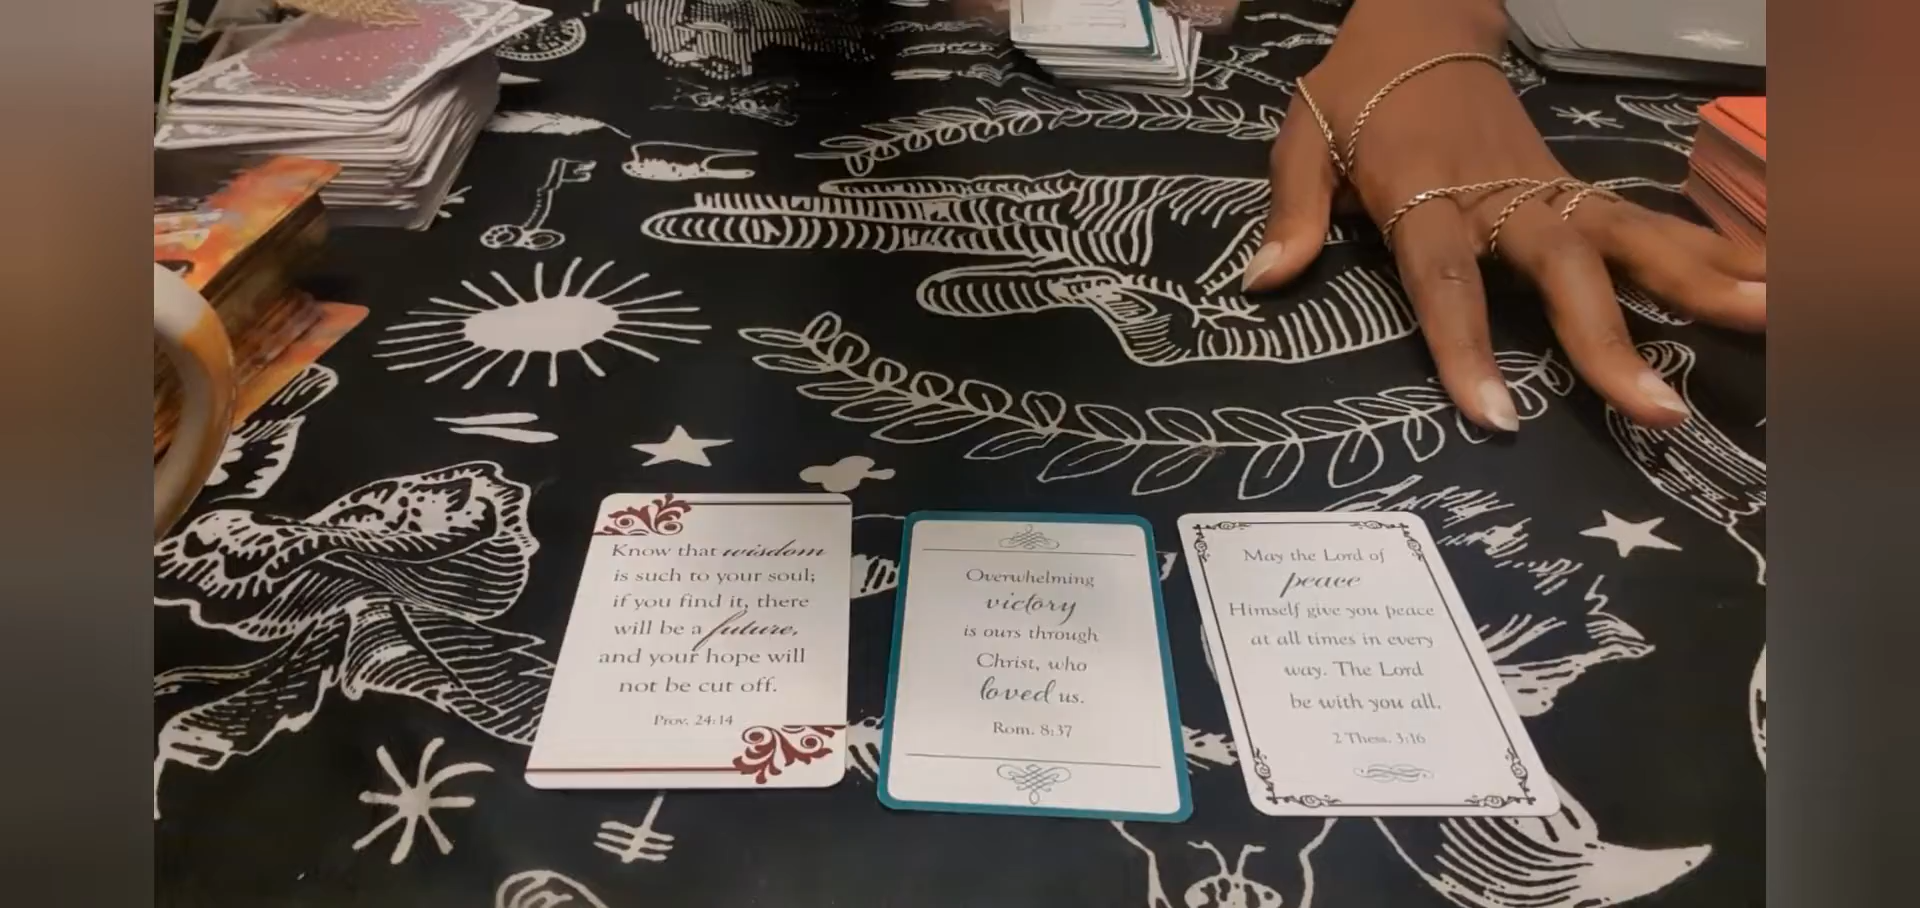 Know that wisdom
is such to your soul;
if you find it, there
will be a future,
and your hope will
not be cut off.
Prov. 24:14
Overwhelming
victory
is ours through
Christ, who
loved us.
Rom. 8:37
May the Lord of
peace
Himself give you peace
at all times in every
way. The Lord
be with you all.
2 Thess. 3:16